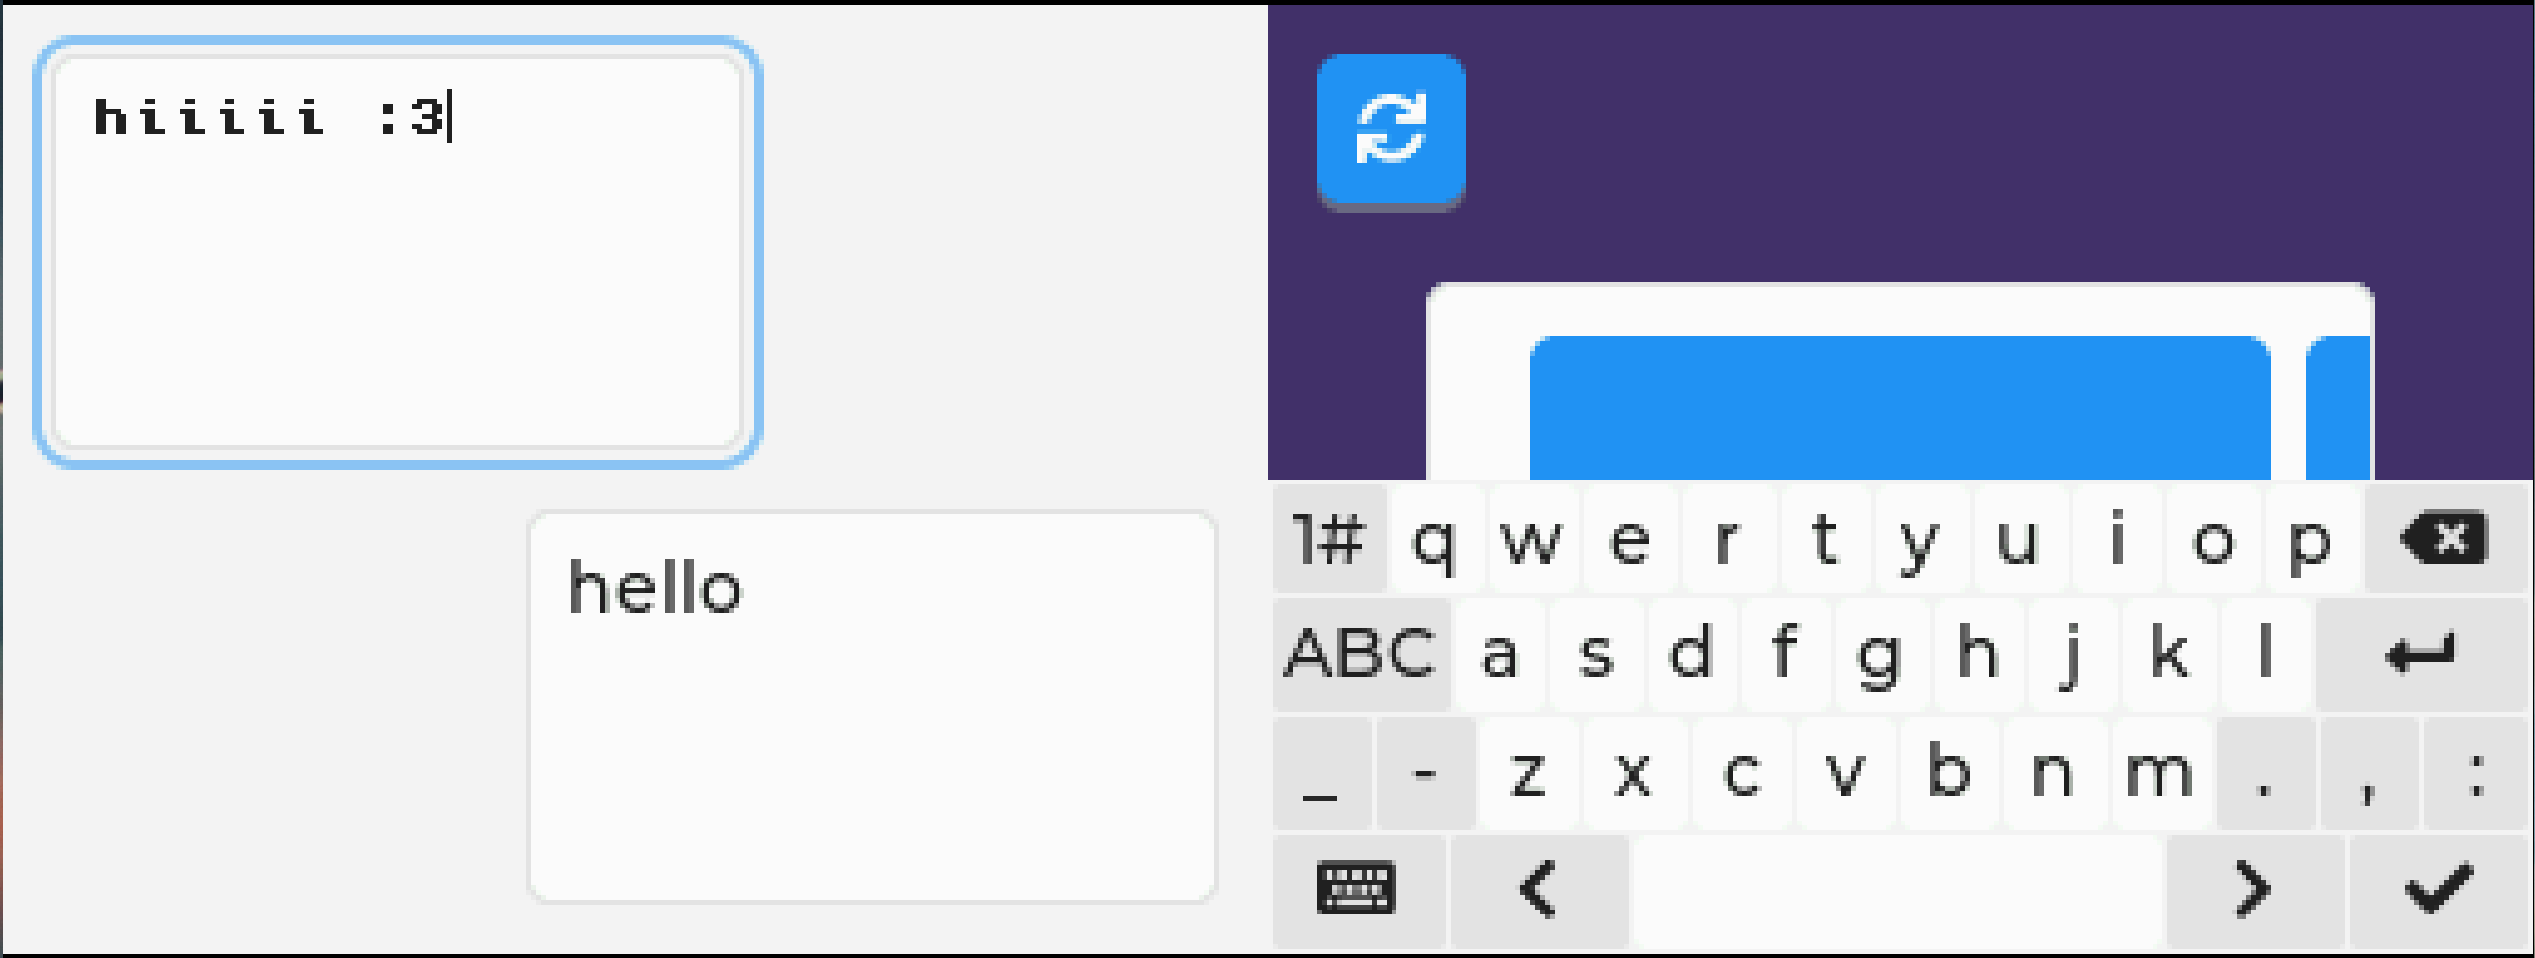 hiiiii :3
hello
1# q w e r t y u i o p
ABC a s d f g h j k l
_ - z x c v b n m . , :